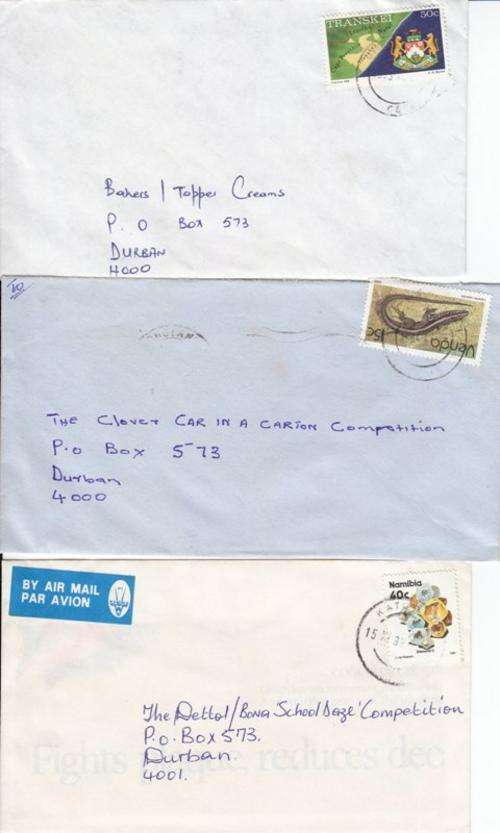 TRANSKEI 50c
Bakers / Topper Creams
P. O Box 573
DURBAN
4000
TO
Venda 15c
THE Clover CAR IN A CARTON Competition
P.O Box 573
Durban
4000
BY AIR MAIL
PAR AVION
Namibia
40c
The Dettol/Bona School Daze' Competition
P.O. Box 573.
Durban.
4001.
Fights plaque, reduces dec